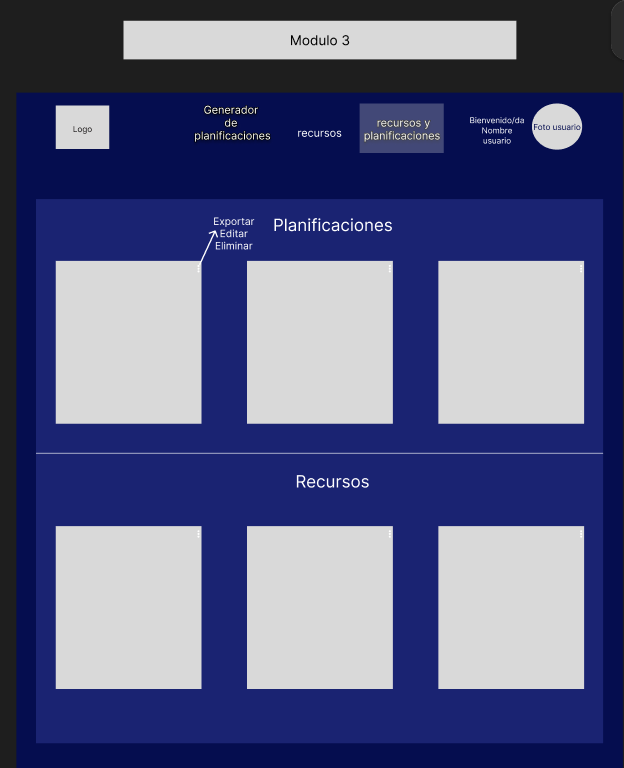 Modulo 3
Logo
Generador
de
planificaciones
recursos
recursos y
planificaciones
Bienvenido/da
Nombre
usuario
Foto usuario
Exportar
Editar
Eliminar
Planificaciones
Recursos